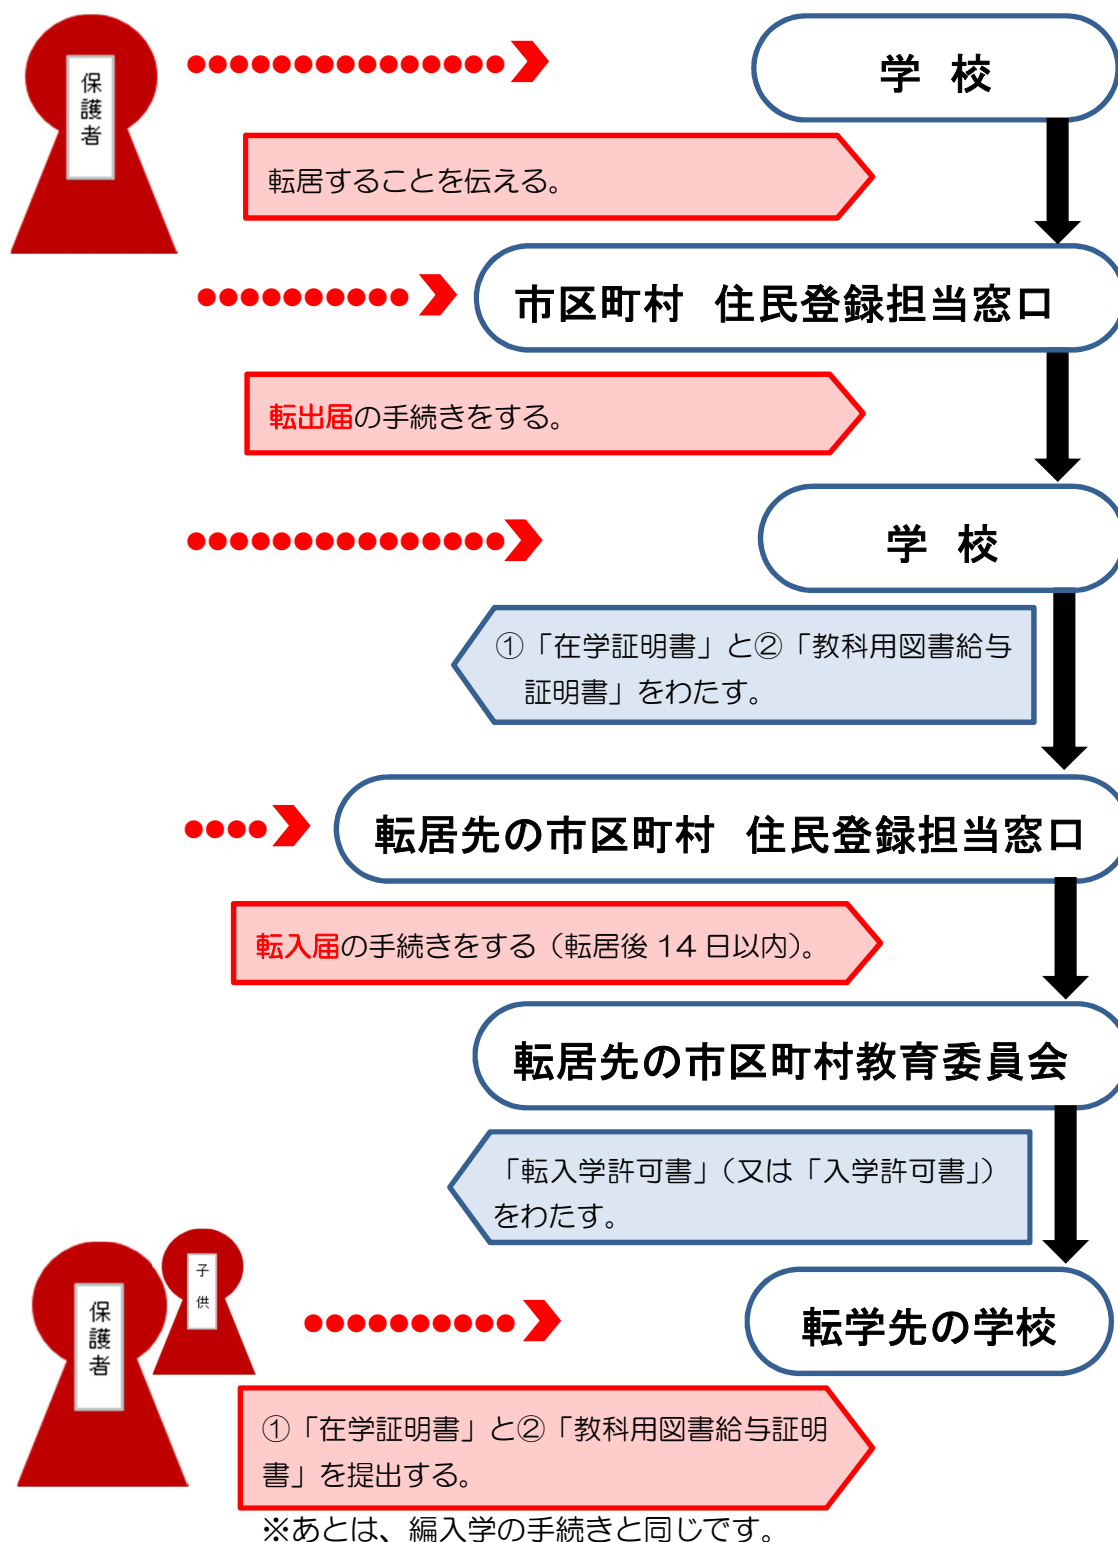 保護者
学 校
転居することを伝える。
市区町村 住民登録担当窓口
転出届の手続きをする。
学 校
①「在学証明書」と②「教科用図書給与
証明書」をわたす。
転居先の市区町村 住民登録担当窓口
転入届の手続きをする（転居後 14 日以内）。
転居先の市区町村教育委員会
「転入学許可書」（又は「入学許可書」）
をわたす。
保護者
子供
転学先の学校
①「在学証明書」と②「教科用図書給与証明
書」を提出する。
※あとは、編入学の手続きと同じです。